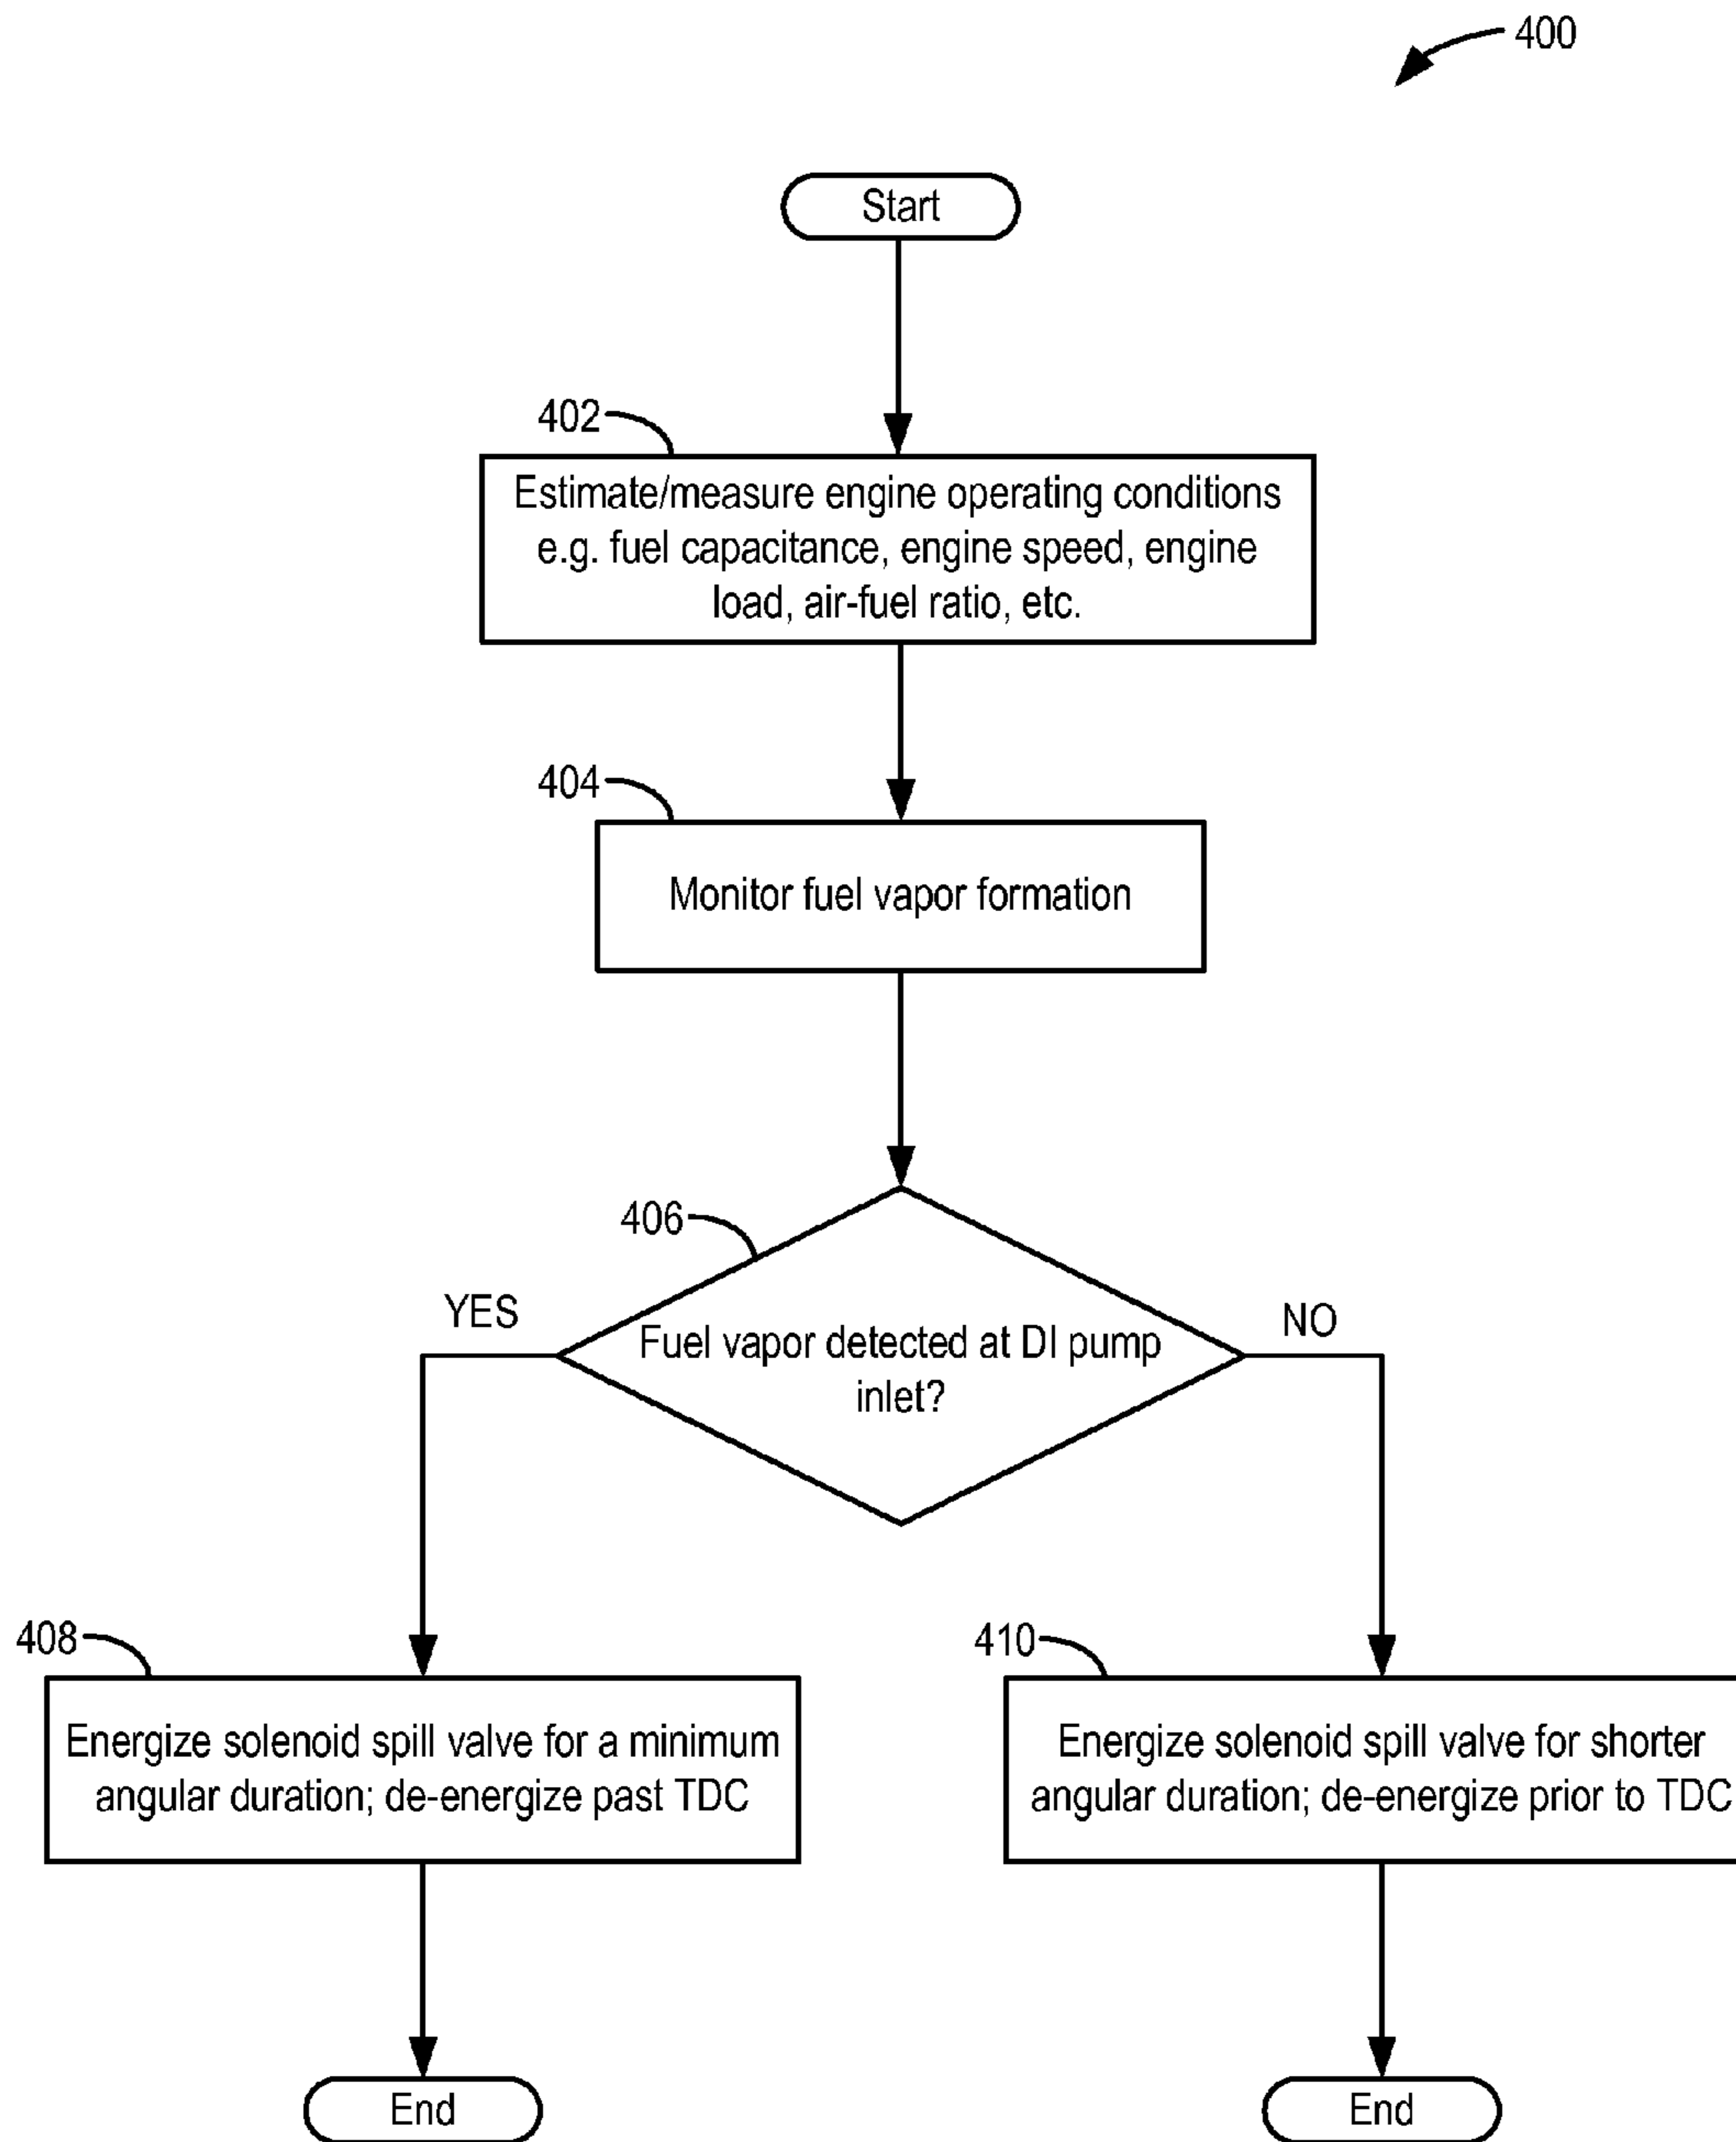 400
Start
402
Estimate/measure engine operating conditions
e.g. fuel capacitance, engine speed, engine
load, air-fuel ratio, etc.
404
Monitor fuel vapor formation
406
YES
NO
Fuel vapor detected at DI pump
inlet?
408
Energize solenoid spill valve for a minimum
angular duration; de-energize past TDC
410
Energize solenoid spill valve for shorter
angular duration; de-energize prior to TDC
End
End